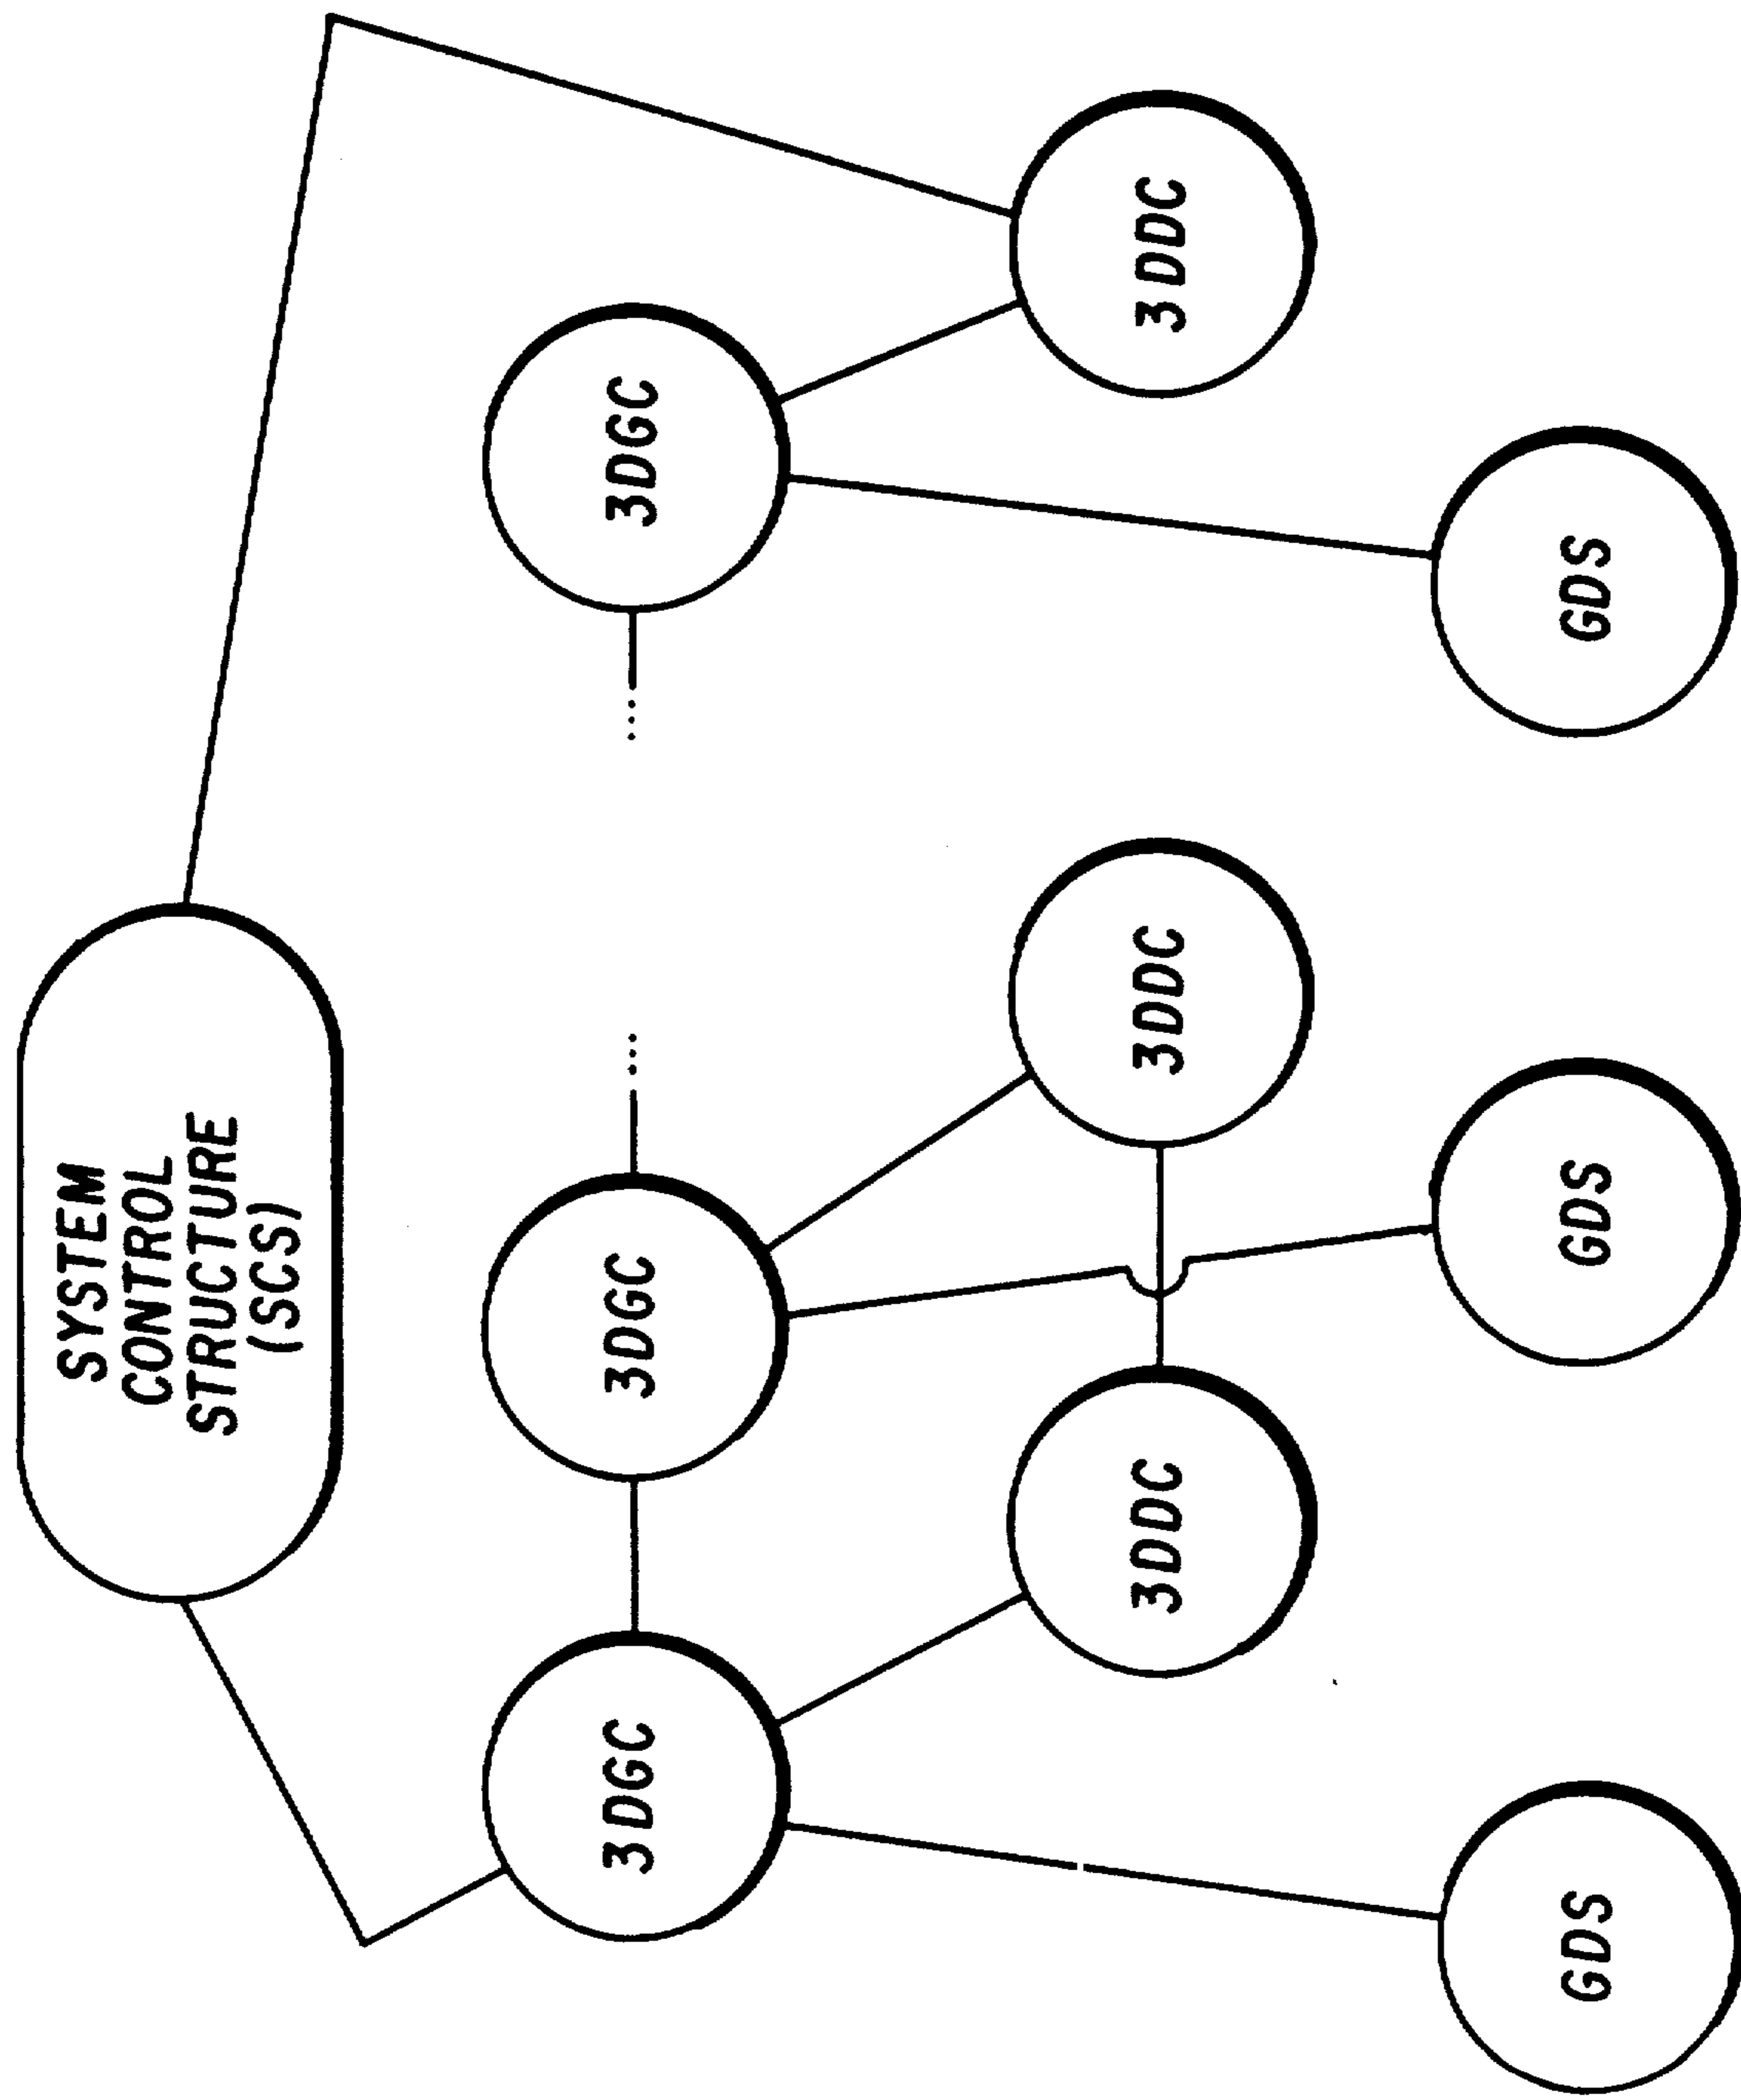 SYSTEM
CONTROL
STRUCTURE
(SCS)
3DGC
3DGC
3DGC
3DDC
3DDC
3DDC
GDS
GDS
GDS